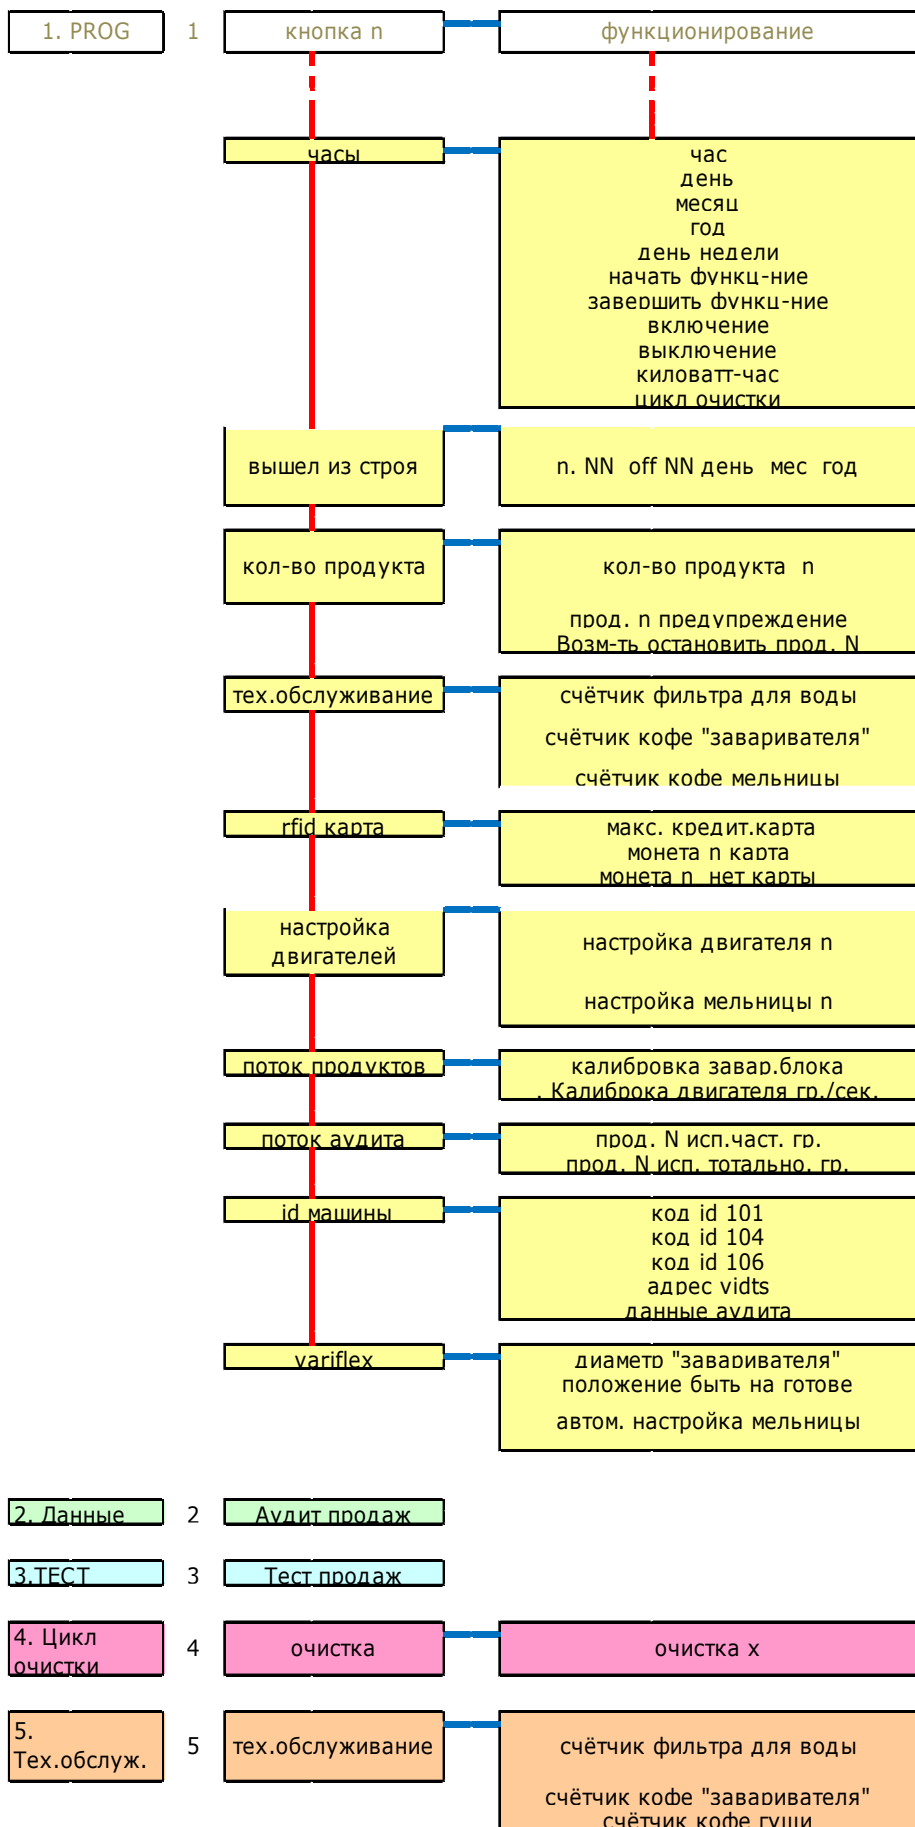 1. PROG 1 кнопка n функционирование
часы
час
день
месяц
год
день недели
начать функц-ние
завершить функц-ние
включение
выключение
киловатт-час
цикл очистки
вышел из строя
n. NN off NN день мес год
кол-во продукта
кол-во продукта n
прод. n предупреждение
Возм-ть остановить прод. N
тех.обслуживание
счётчик фильтра для воды
счётчик кофе "заваривателя"
счётчик кофе мельницы
rfid карта
макс. кредит.карта
монета n карта
монета n нет карты
настройка
двигателей
настройка двигателя n
настройка мельницы n
поток продуктов
калибровка завар.блока
. Калиброка двигателя гр./сек.
поток аудита
прод. N исп.част. гр.
прод. N исп. тотально. гр.
id машины
код id 101
код id 104
код id 106
адрес vidts
данные аудита
variflex
диаметр "заваривателя"
положение быть на готове
автом. настройка мельницы
2. Данные 2 Аудит продаж
3.ТЕСТ 3 Тест продаж
4. Цикл
очистки
4 очистка очистка x
5.
Тех.обслуж.
5 тех.обслуживание
счётчик фильтра для воды
счётчик кофе "заваривателя"
счётчик кофе гущи